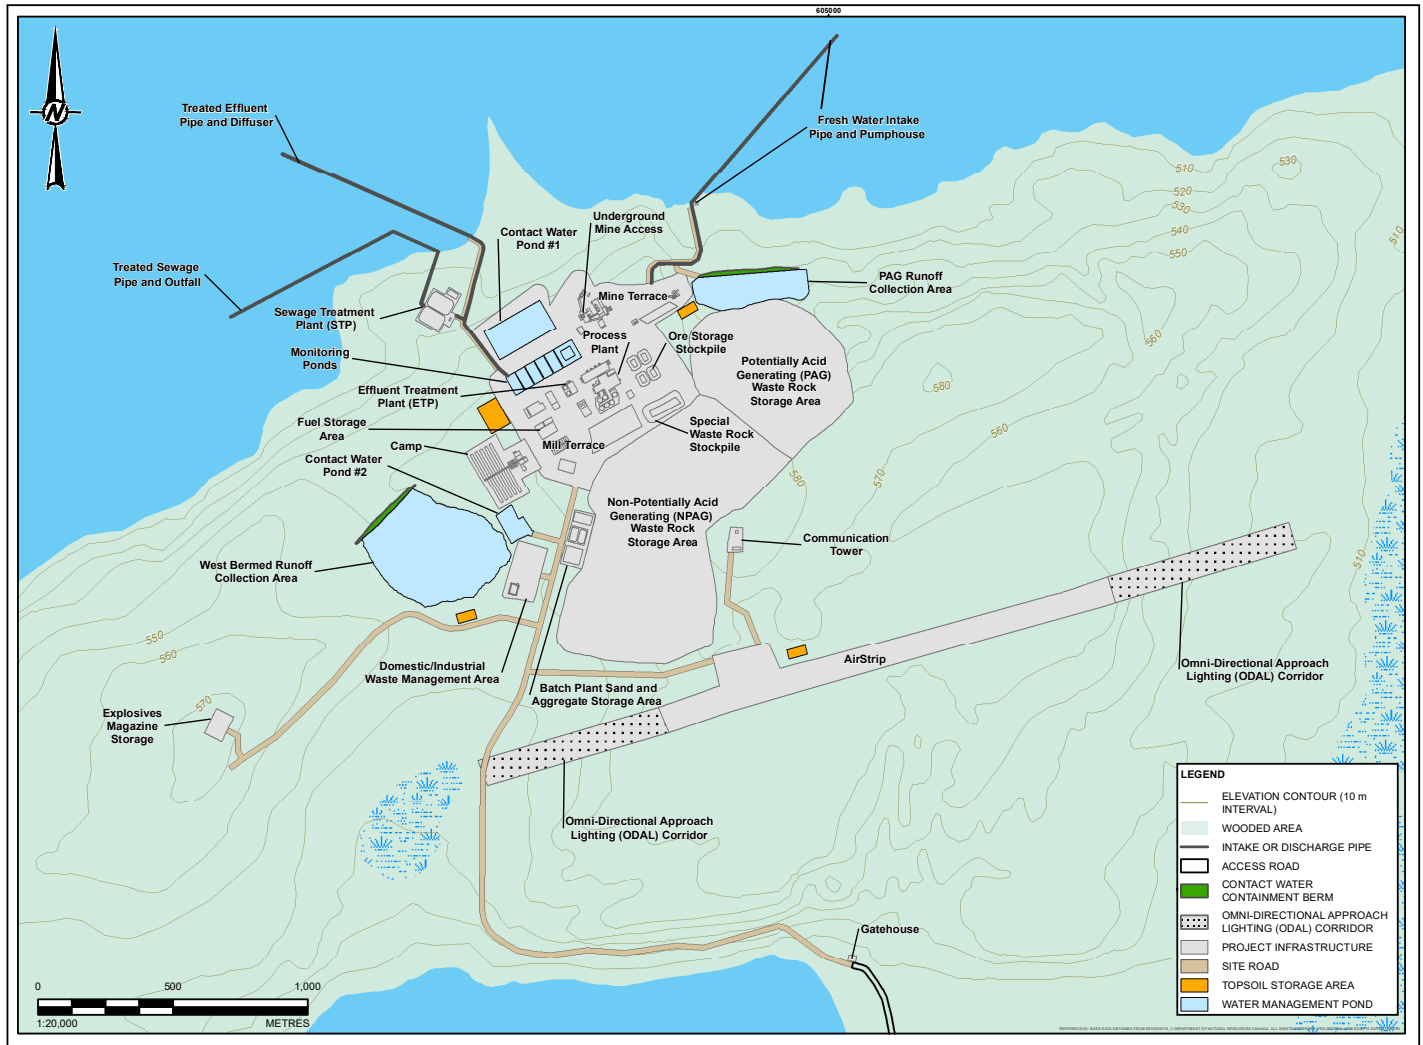 605000
N
Treated Effluent
Pipe and Diffuser
Fresh Water Intake
Pipe and Pumphouse
510
530
520
530
540
550
510
Underground
Mine Access
Contact Water
Pond #1
Treated Sewage
Pipe and Outfall
PAG Runoff
Collection Area
Mine Terrace
Sewage Treatment
Plant (STP)
Process
Plant
Ore Storage
Stockpile
560
Monitoring
Ponds
Potentially Acid
Generating (PAG)
Waste Rock
Storage Area
580
Effluent Treatment
Plant (ETP)
Fuel Storage
Area
Special
Waste Rock
Stockpile
560
Camp
Mill Terrace
Contact Water
Pond #2
580
570
Non-Potentially Acid
Generating (NPAG)
Waste Rock
Storage Area
Communication
Tower
510
West Bermed Runoff
Collection Area
550
560
AirStrip
Omni-Directional Approach
Lighting (ODAL) Corridor
Domestic/Industrial
Waste Management Area
Batch Plant Sand and
Aggregate Storage Area
570
Explosives
Magazine
Storage
Omni-Directional Approach
Lighting (ODAL) Corridor
Gatehouse
LEGEND
ELEVATION CONTOUR (10 m
INTERVAL)
WOODED AREA
INTAKE OR DISCHARGE PIPE
ACCESS ROAD
CONTACT WATER
CONTAINMENT BERM
OMNI-DIRECTIONAL APPROACH
LIGHTING (ODAL) CORRIDOR
PROJECT INFRASTRUCTURE
SITE ROAD
TOPSOIL STORAGE AREA
WATER MANAGEMENT POND
0 500 1,000
1:20,000 METRES